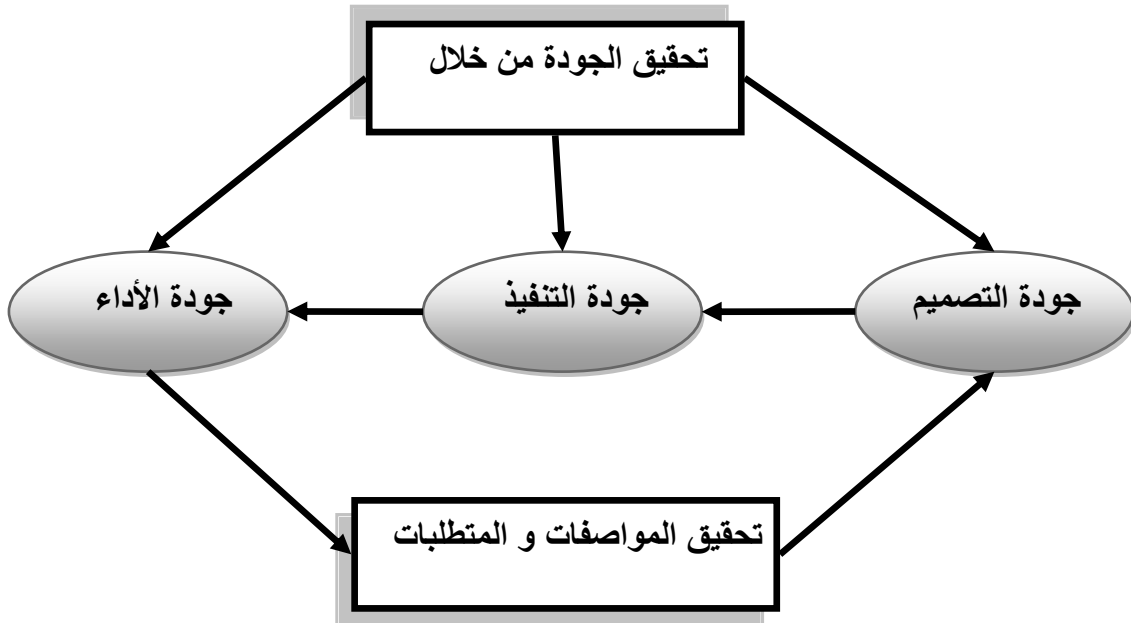 تحقيق الجودة من خلال
جودة التصميم
جودة التنفيذ
جودة الأداء
تحقيق المواصفات و المتطلبات